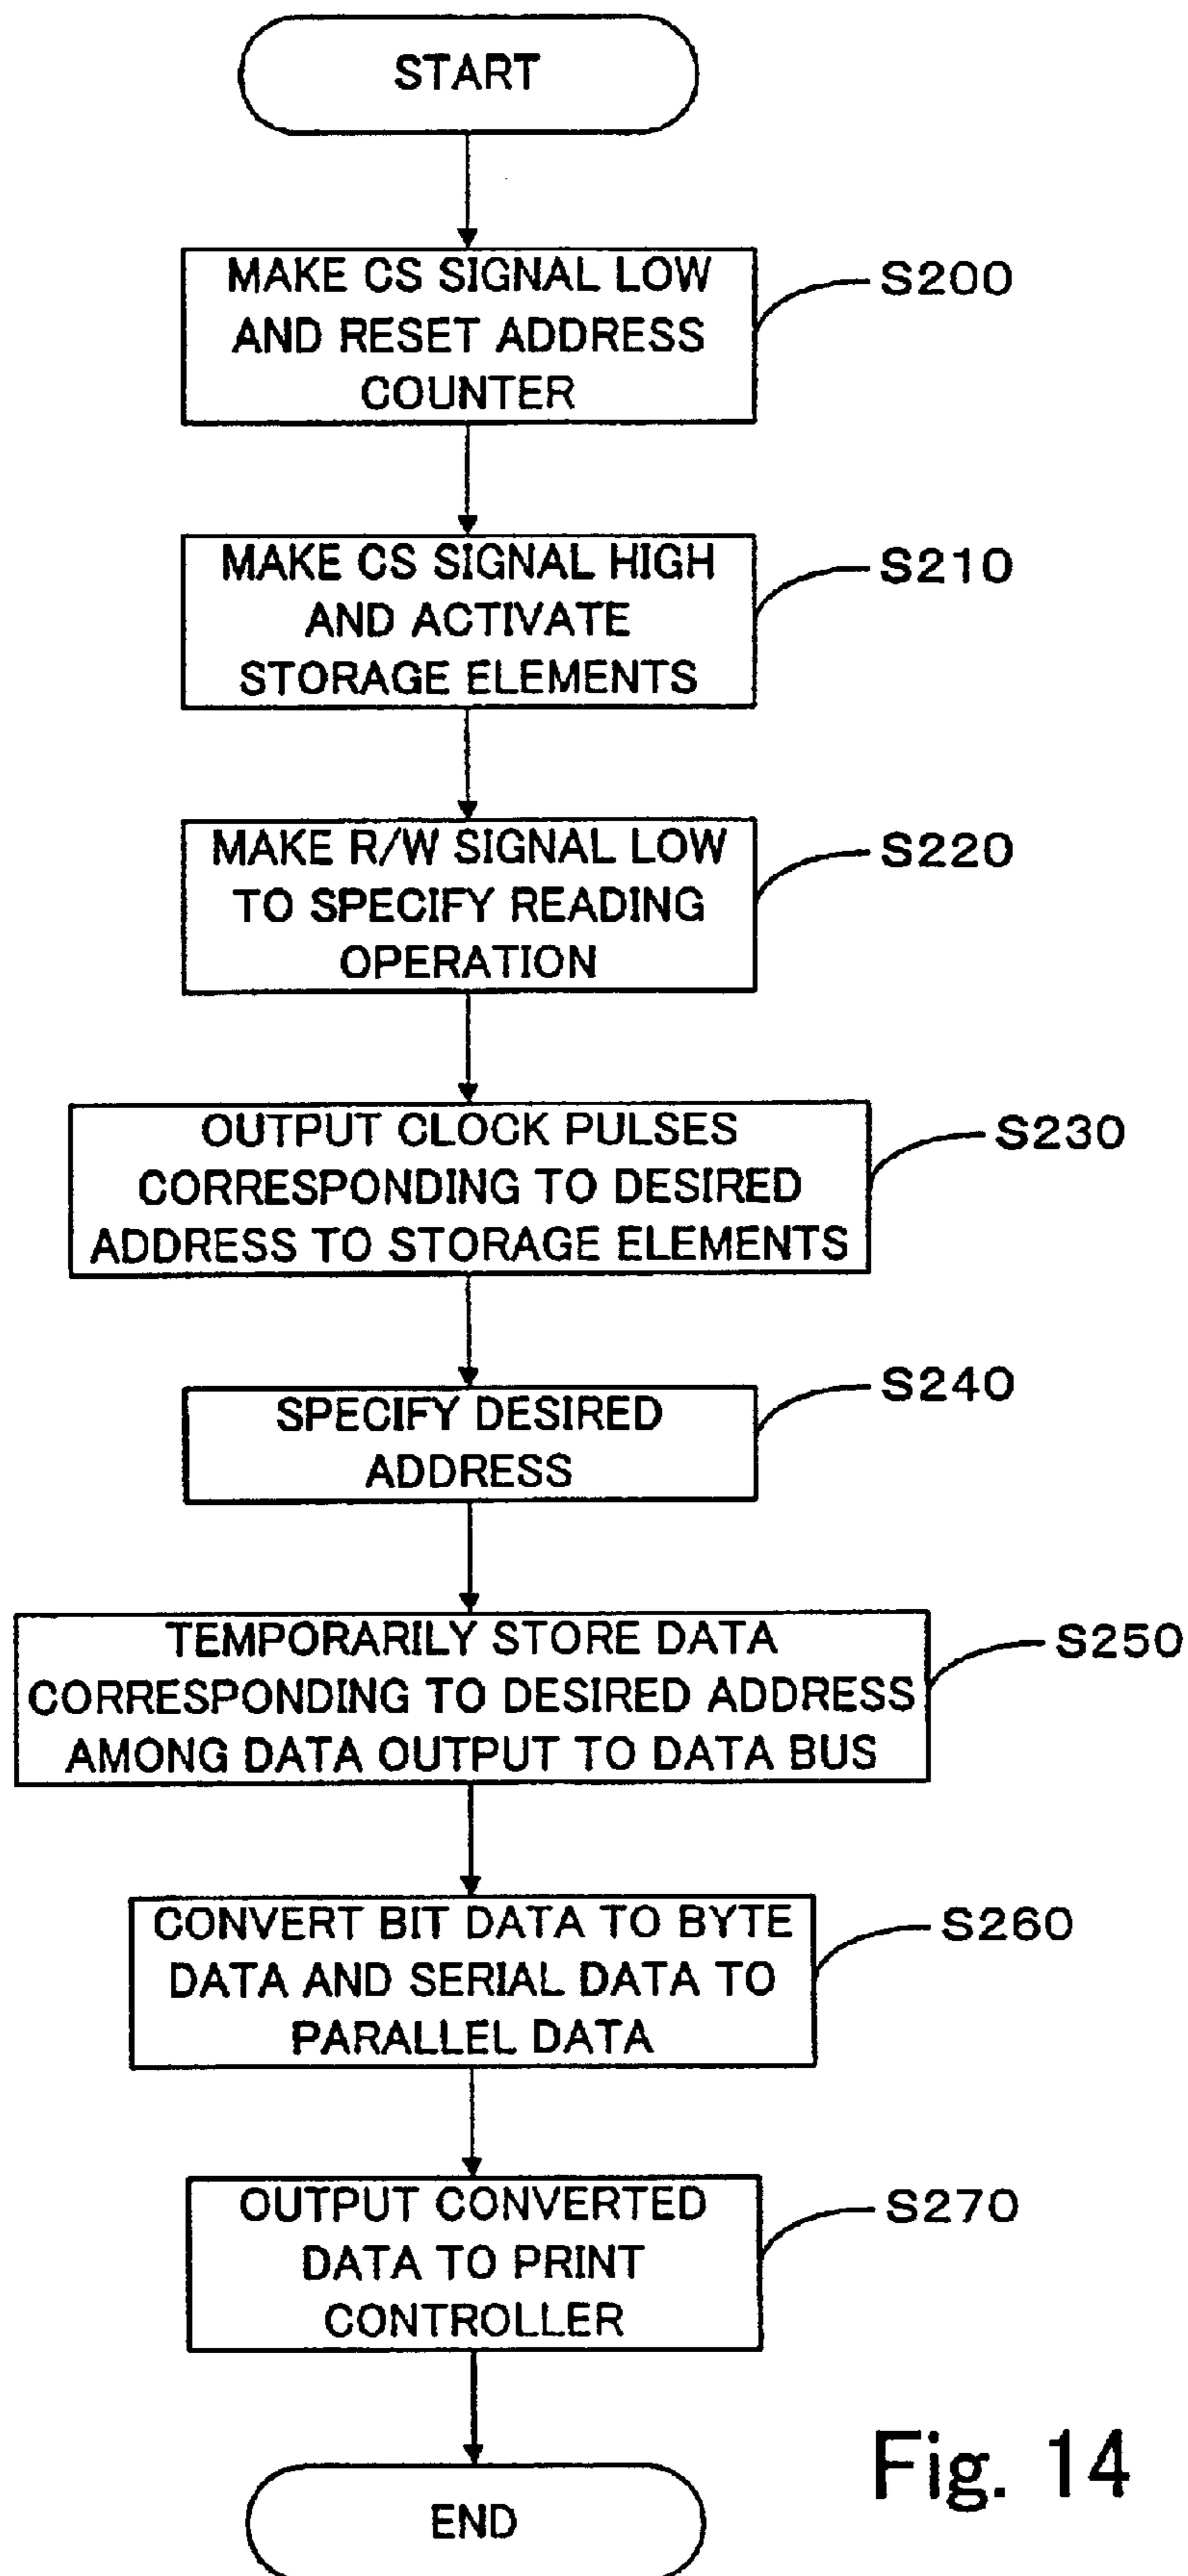 START
MAKE CS SIGNAL LOW
AND RESET ADDRESS
COUNTER
S200
MAKE CS SIGNAL HIGH
AND ACTIVATE
STORAGE ELEMENTS
S210
MAKE R/W SIGNAL LOW
TO SPECIFY READING
OPERATION
S220
OUTPUT CLOCK PULSES
CORRESPONDING TO DESIRED
ADDRESS TO STORAGE ELEMENTS
S230
SPECIFY DESIRED
ADDRESS
S240
TEMPORARILY STORE DATA
CORRESPONDING TO DESIRED ADDRESS
AMONG DATA OUTPUT TO DATA BUS
S250
CONVERT BIT DATA TO BYTE
DATA AND SERIAL DATA TO
PARALLEL DATA
S260
OUTPUT CONVERTED
DATA TO PRINT
CONTROLLER
S270
END
Fig. 14